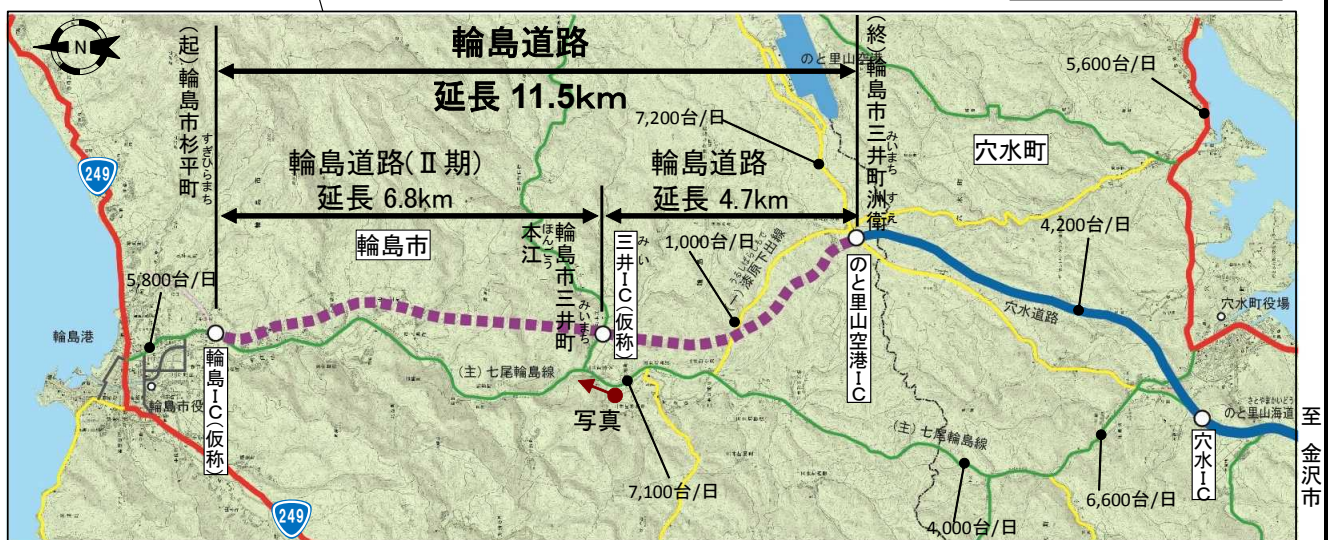 輪島道路
延長 11.5km
N
(起)輪島市杉平町
すぎひらまち
(終)輪島市三井町洲衛
みいまち
すえ
のと里山空港
5,600台/日
7,200台/日
穴水町
249
輪島道路(Ⅱ期)
延長 6.8km
輪島道路
延長 4.7km
輪島市
輪島市三井町
みいまち
本江
ほんごう
三井IC(仮称)
みい
1,000台/日
(一)漆原下出線
うるしはらしもで
4,200台/日
5,800台/日
のと里山空港IC
穴水道路
穴水町役場
輪島港
輪島IC(仮称)
(主)七尾輪島線
輪島市役
写真
さとやまかいどう
のと里山海道
穴水IC
至 金沢市
(主)七尾輪島線
7,100台/日
4,000台/日
6,600台/日
249